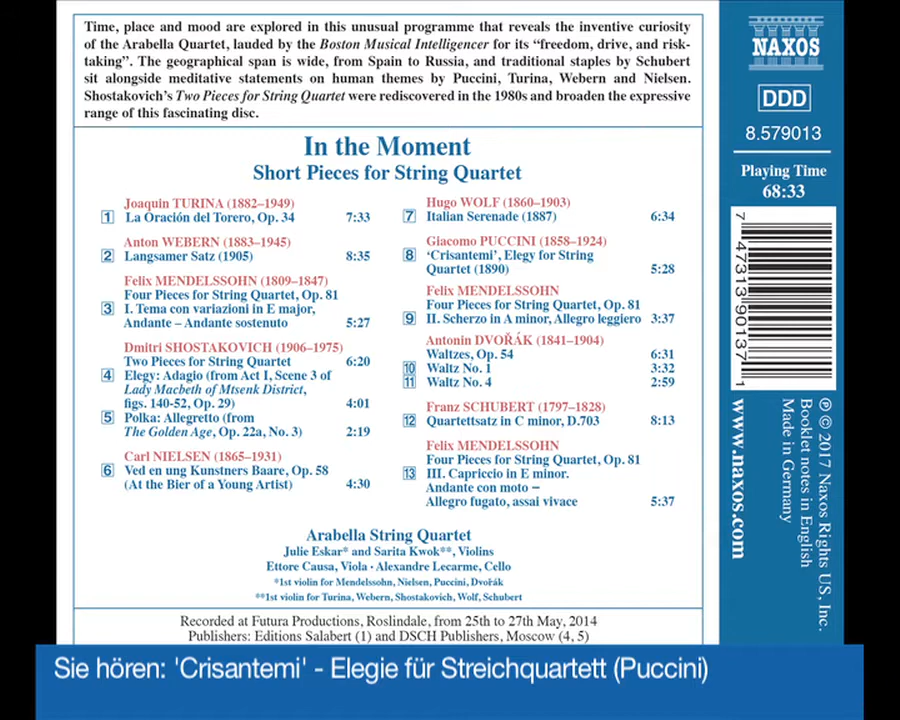 Time, place and mood are explored in this unusual programme that reveals the inventive curiosity
of the Arabella Quartet, lauded by the Boston Musical Intelligencer for its “freedom, drive, and risk-
taking”. The geographical span is wide, from Spain to Russia, and traditional staples by Schubert
sit alongside meditative statements on human themes by Puccini, Turina, Webern and Nielsen.
Shostakovich’s Two Pieces for String Quartet were rediscovered in the 1980s and broaden the expressive
range of this fascinating disc.
In the Moment
Short Pieces for String Quartet
Joaquin TURINA (1882–1949)
1 La Oración del Torero, Op. 34 7:33
Anton WEBERN (1883–1945)
2 Langsamer Satz (1905) 8:35
Felix MENDELSSOHN (1809–1847)
Four Pieces for String Quartet, Op. 81
3 I. Tema con variazioni in E major,
Andante – Andante sostenuto 5:27
Dmitri SHOSTAKOVICH (1906–1975)
Two Pieces for String Quartet 6:20
4 Elegy: Adagio (from Act I, Scene 3 of
Lady Macbeth of Mtsenk District,
figs. 140-52, Op. 29) 4:01
5 Polka: Allegretto (from
The Golden Age, Op. 22a, No. 3) 2:19
Carl NIELSEN (1865–1931)
6 Ved en ung Kunstners Baare, Op. 58
(At the Bier of a Young Artist) 4:30
Hugo WOLF (1860–1903)
7 Italian Serenade (1887) 6:34
Giacomo PUCCINI (1858–1924)
8 ‘Crisantemi’, Elegy for String
Quartet (1890) 5:28
Felix MENDELSSOHN
Four Pieces for String Quartet, Op. 81
9 II. Scherzo in A minor, Allegro leggiero 3:37
Antonin DVOŘÁK (1841–1904)
Waltzes, Op. 54 6:31
10 Waltz No. 1 3:32
11 Waltz No. 4 2:59
Franz SCHUBERT (1797–1828)
12 Quartettsatz in C minor, D.703 8:13
Felix MENDELSSOHN
Four Pieces for String Quartet, Op. 81
13 III. Capriccio in E minor.
Andante con moto –
Allegro fugato, assai vivace 5:37
Arabella String Quartet
Julie Eskar* and Sarita Kwok**, Violins
Ettore Causa, Viola · Alexandre Lecarme, Cello
*1st violin for Mendelssohn, Nielsen, Puccini, Dvořák
**1st violin for Turina, Webern, Shostakovich, Wolf, Schubert
Recorded at Futura Productions, Roslindale, from 25th to 27th May, 2014
Publishers: Editions Salabert (1) and DSCH Publishers, Moscow (4, 5)
NAXOS
DDD
8.579013
Playing Time
68:33
7 47313 90137 1
℗ © 2017 Naxos Rights US, Inc.
Booklet notes in English
Made in Germany
www.naxos.com
Sie hören: 'Crisantemi' - Elegie für Streichquartett (Puccini)